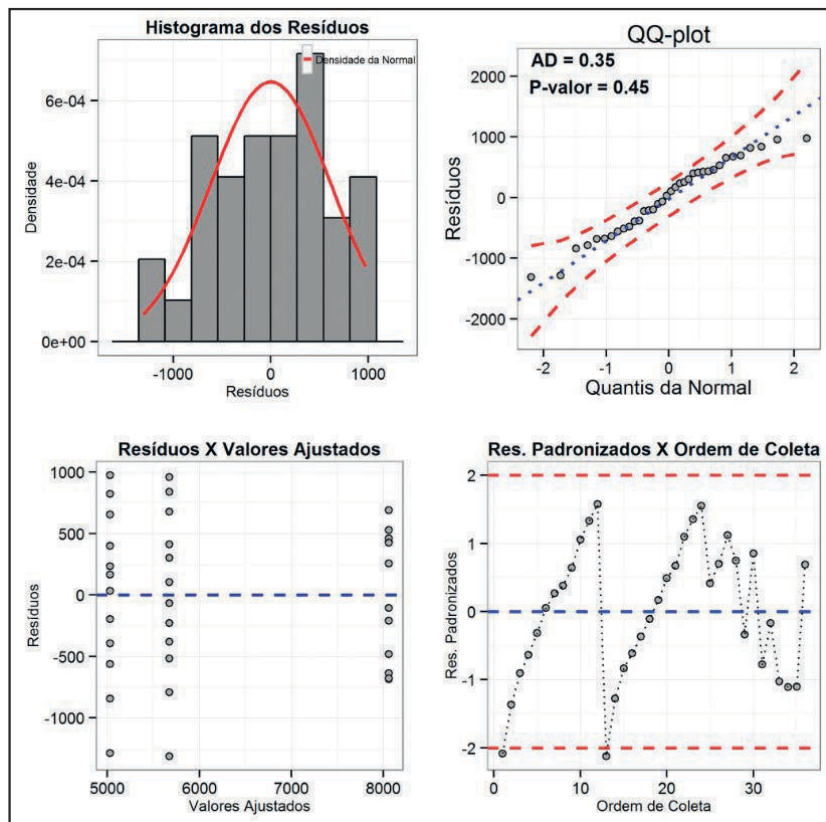 Histograma dos Resíduos
Densidade da Normal
6e-04
4e-04
2e-04
0e+00
Densidade
-1000
0
1000
Resíduos
QQ-plot
AD = 0.35
P-valor = 0.45
2000
1000
0
-1000
-2000
Resíduos
-2
-1
0
1
2
Quantis da Normal
Resíduos X Valores Ajustados
1000
500
0
-500
-1000
Resíduos
5000
6000
7000
8000
Valores Ajustados
Res. Padronizados X Ordem de Coleta
2
1
0
-1
-2
Res. Padronizados
0
10
20
30
Ordem de Coleta